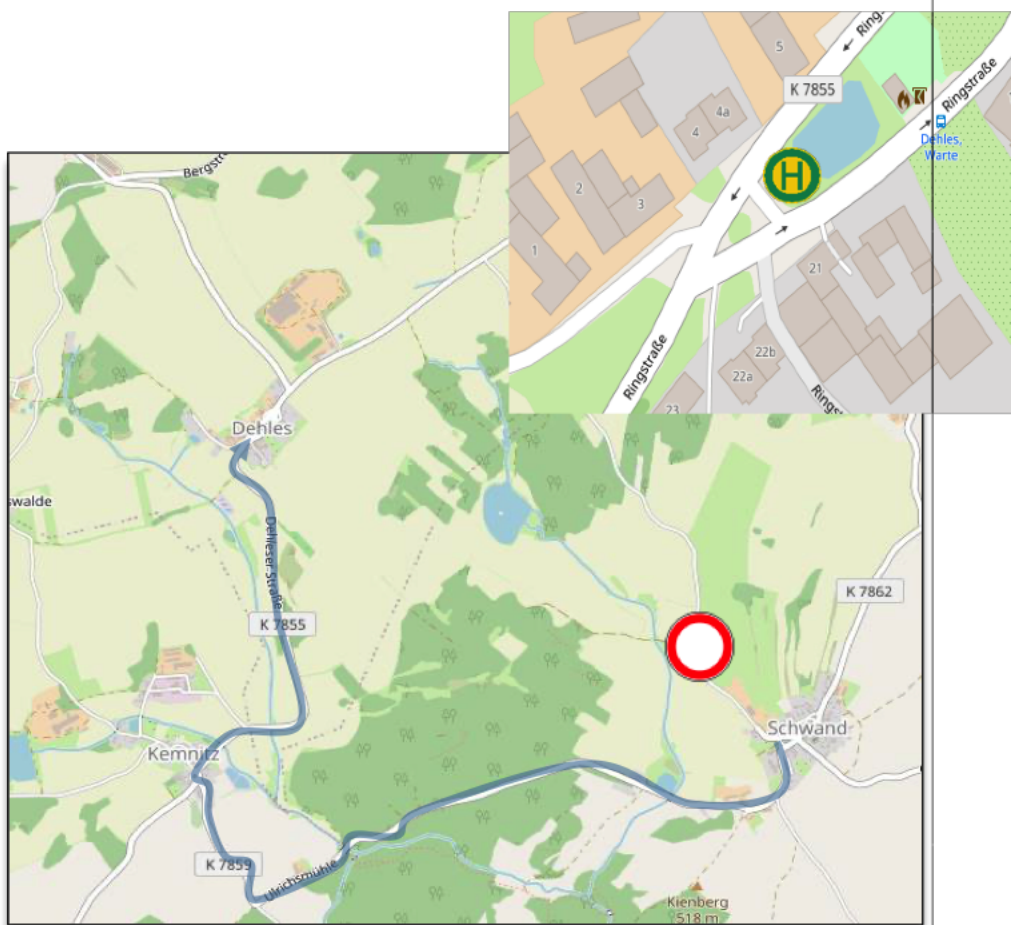 Ring-
5
K 7855
Ringstraße
4a
4
Dehles,
Warte
H
2
3
1
21
22b
22a
Ringstraße
Ringst
23
Bergstr
Dehles
swalde
Dehleser Straße
K 7862
K 7855
Schwand
Kemnitz
K 7859
Ulrichsmühle
Kienberg
518 m